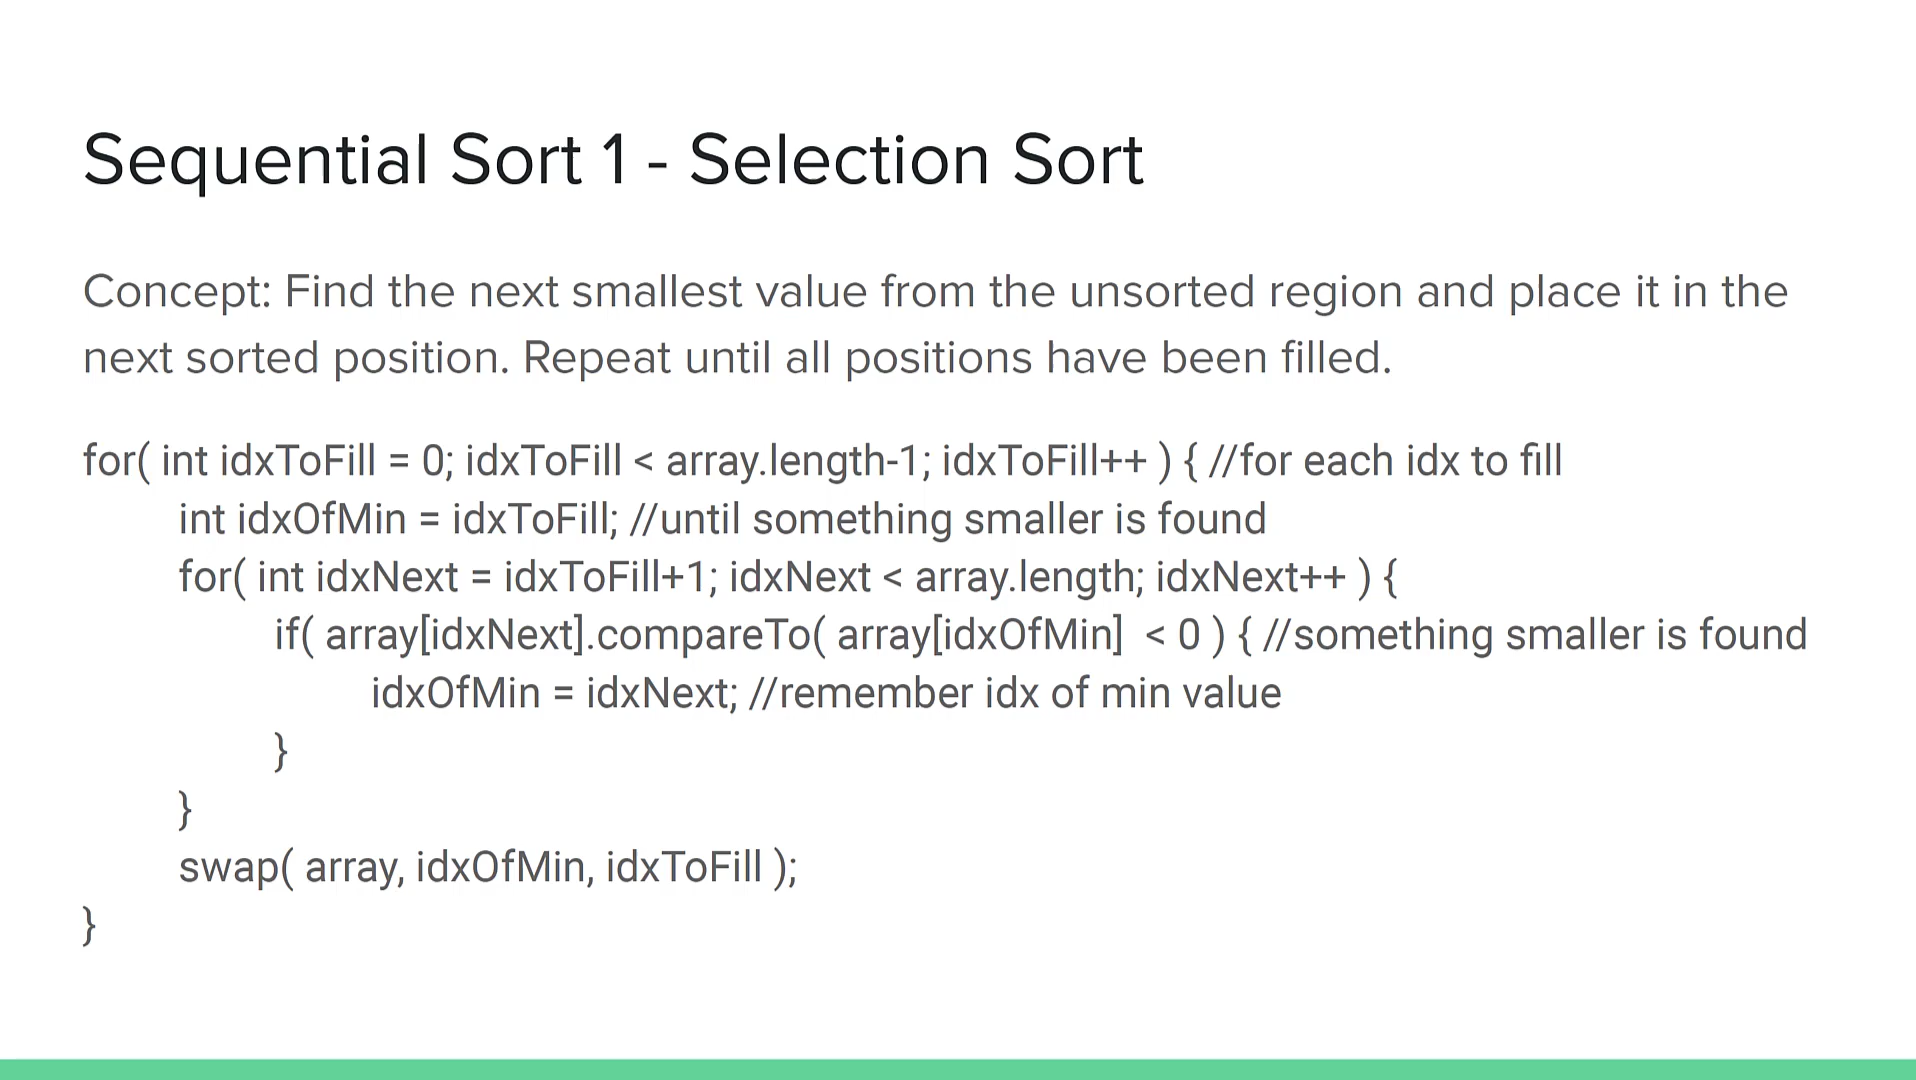 Sequential Sort 1 - Selection Sort
Concept: Find the next smallest value from the unsorted region and place it in the
next sorted position. Repeat until all positions have been filled.
for( int idxToFill = 0; idxToFill < array.length-1; idxToFill++ ) { //for each idx to fill
int idxOfMin = idxToFill; //until something smaller is found
for( int idxNext = idxToFill+1; idxNext < array.length; idxNext++ ) {
if( array[idxNext].compareTo( array[idxOfMin]  < 0 ) { //something smaller is found
idxOfMin = idxNext; //remember idx of min value
}
}
swap( array, idxOfMin, idxToFill );
}